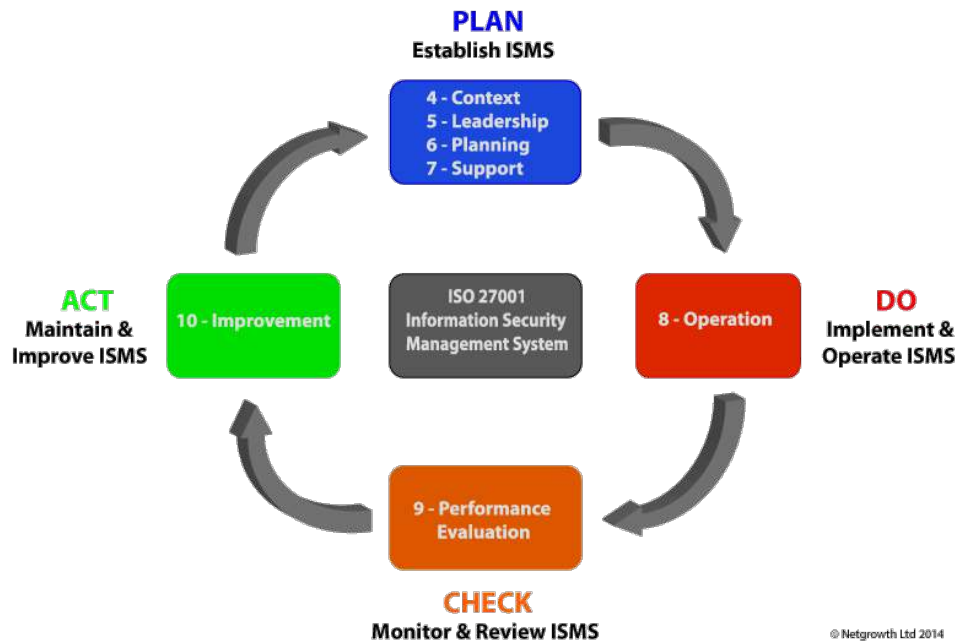 PLAN
Establish ISMS
4 - Context
5 - Leadership
6 - Planning
7 - Support
ACT
Maintain &
Improve ISMS
10 - Improvement
ISO 27001
Information Security
Management System
8 - Operation
DO
Implement &
Operate ISMS
9 - Performance
Evaluation
CHECK
Monitor & Review ISMS
© Netgrowth Ltd 2014